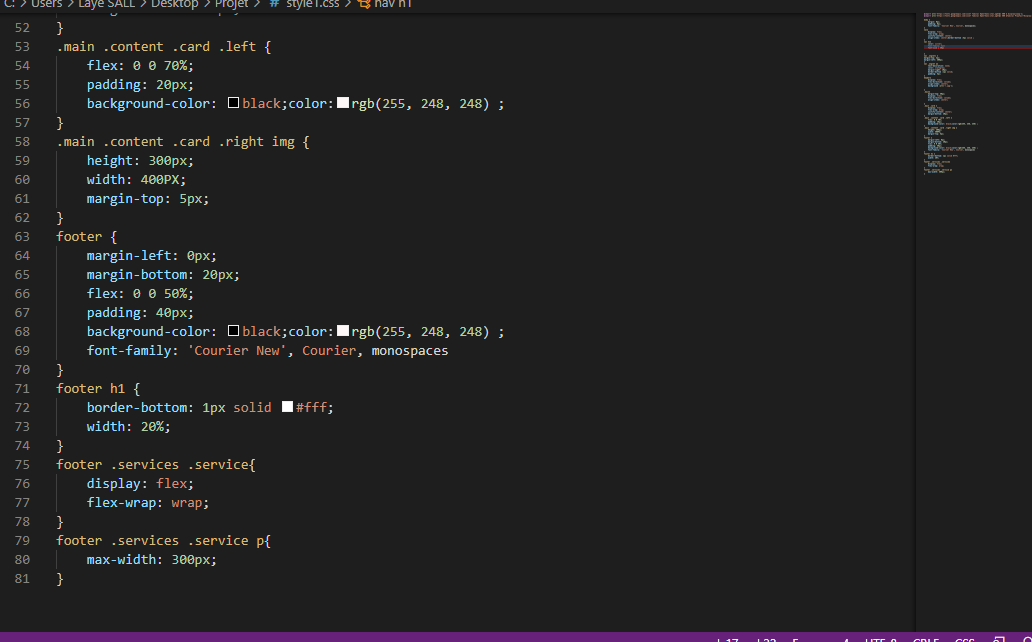 C: > Users > Laye SALL > Desktop > Projet > # style1.css > nav h1
52 }
53 .main .content .card .left {
54 flex: 0 0 70%;
55 padding: 20px;
56 background-color: black;color: rgb(255, 248, 248) ;
57 }
58 .main .content .card .right img {
59 height: 300px;
60 width: 400PX;
61 margin-top: 5px;
62 }
63 footer {
64 margin-left: 0px;
65 margin-bottom: 20px;
66 flex: 0 0 50%;
67 padding: 40px;
68 background-color: black;color: rgb(255, 248, 248) ;
69 font-family: 'Courier New', Courier, monospaces
70 }
71 footer h1 {
72 border-bottom: 1px solid #fff;
73 width: 20%;
74 }
75 footer .services .service{
76 display: flex;
77 flex-wrap: wrap;
78 }
79 footer .services .service p{
80 max-width: 300px;
81 }